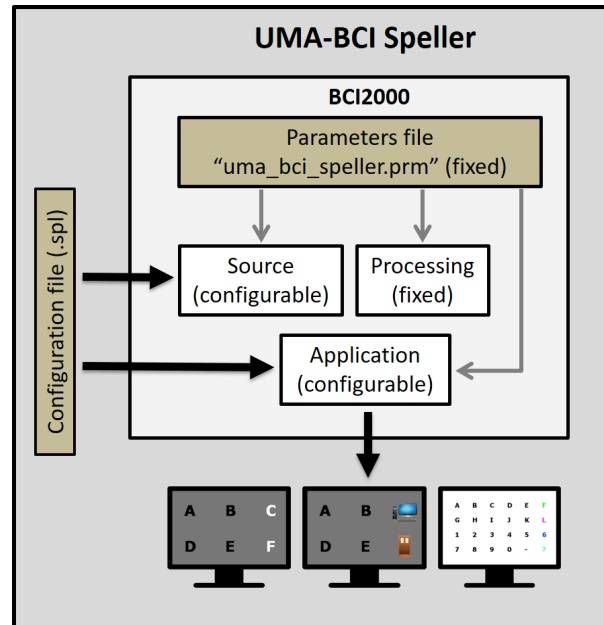 UMA-BCI Speller
BCI2000
Parameters file
“uma_bci_speller.prm” (fixed)
Configuration file (.spl)
Source
(configurable)
Processing
(fixed)
Application
(configurable)
A B C
D E F
A B
D E
A B C D E F
G H I J K L
1 2 3 4 5 6
7 8 9 0 - ?